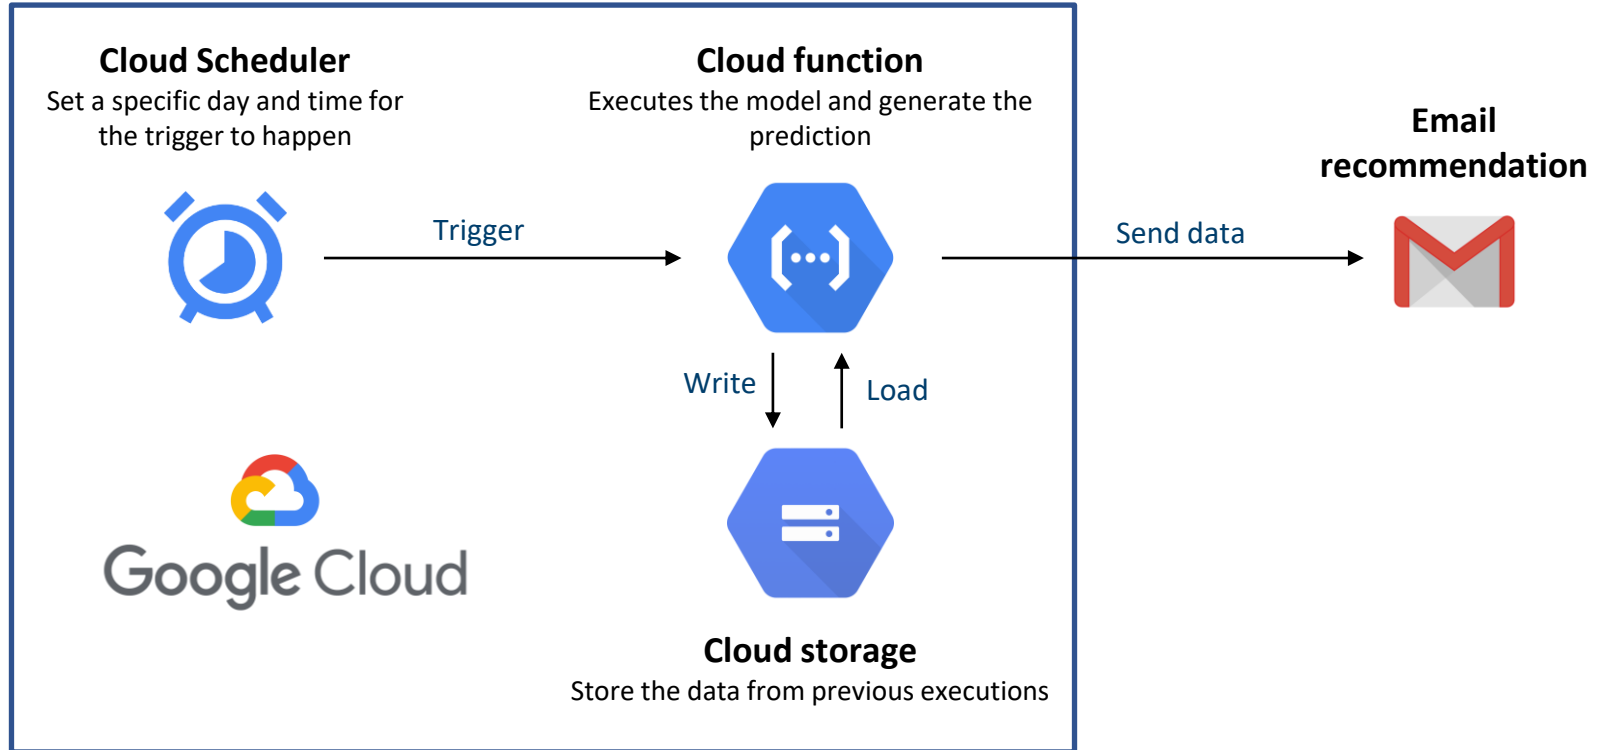 Cloud Scheduler
Set a specific day and time for
the trigger to happen
Cloud function
Executes the model and generate the
prediction
Email
recommendation
Trigger
Send data
Write
Load
Google Cloud
Cloud storage
Store the data from previous executions